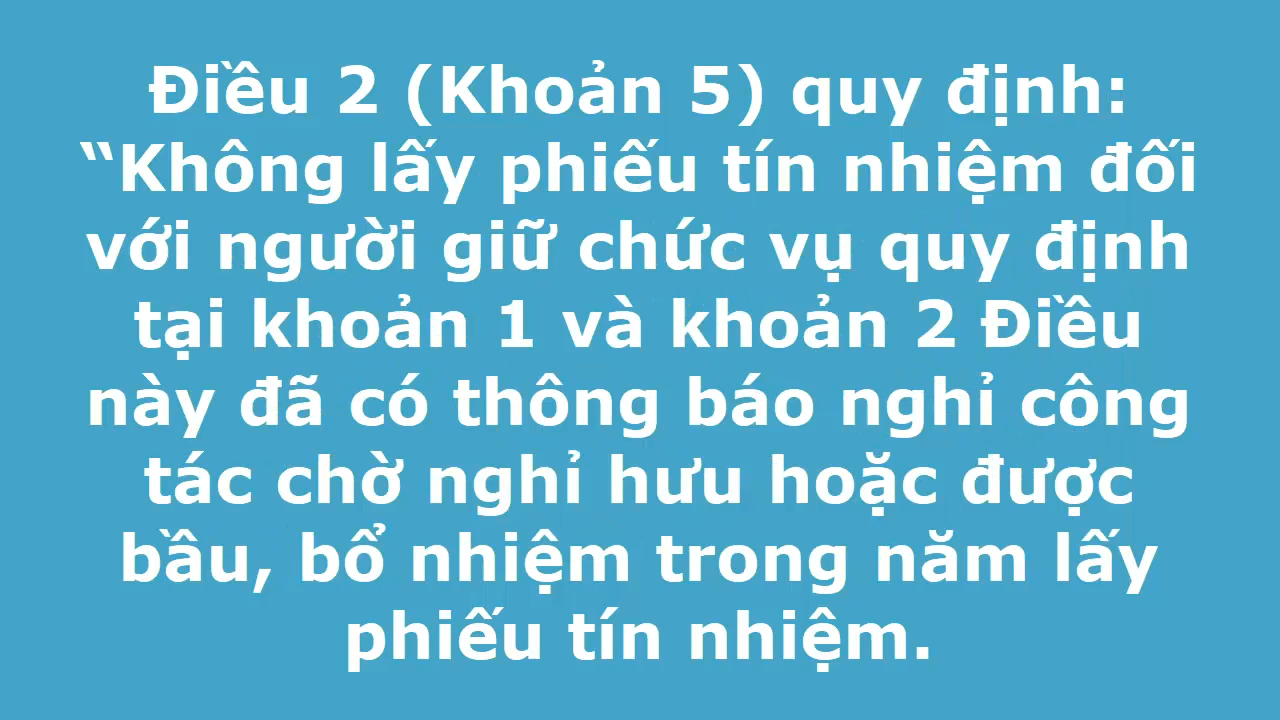 Điều 2 (Khoản 5) quy định:
“Không lấy phiếu tín nhiệm đối
với người giữ chức vụ quy định
tại khoản 1 và khoản 2 Điều
này đã có thông báo nghỉ công
tác chờ nghỉ hưu hoặc được
bầu, bổ nhiệm trong năm lấy
phiếu tín nhiệm.